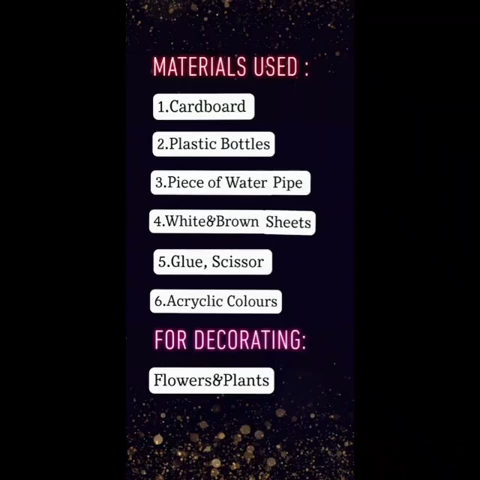 MATERIALS USED :
1.Cardboard
2.Plastic Bottles
3.Piece of Water Pipe
4.White&Brown Sheets
5.Glue, Scissor
6.Acryclic Colours
FOR DECORATING:
Flowers&Plants